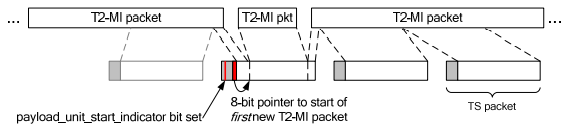 ... T2-MI packet T2-MI pkt T2-MI packet ...
payload_unit_start_indicator bit set
8-bit pointer to start of
first new T2-MI packet
TS packet